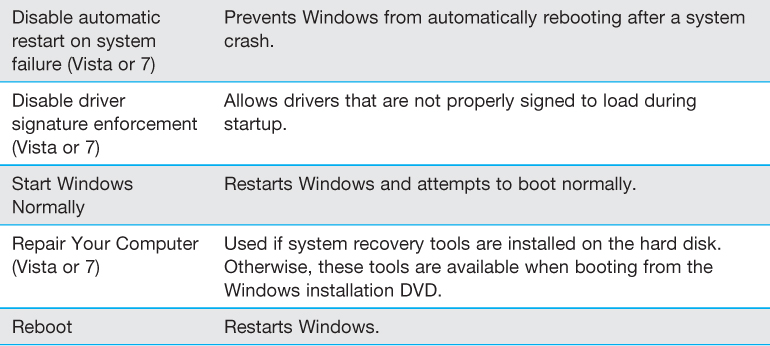 Disable automatic restart on system failure (Vista or 7)
Prevents Windows from automatically rebooting after a system crash.
Disable driver signature enforcement (Vista or 7)
Allows drivers that are not properly signed to load during startup.
Start Windows Normally
Restarts Windows and attempts to boot normally.
Repair Your Computer (Vista or 7)
Used if system recovery tools are installed on the hard disk. Otherwise, these tools are available when booting from the Windows installation DVD.
Reboot
Restarts Windows.